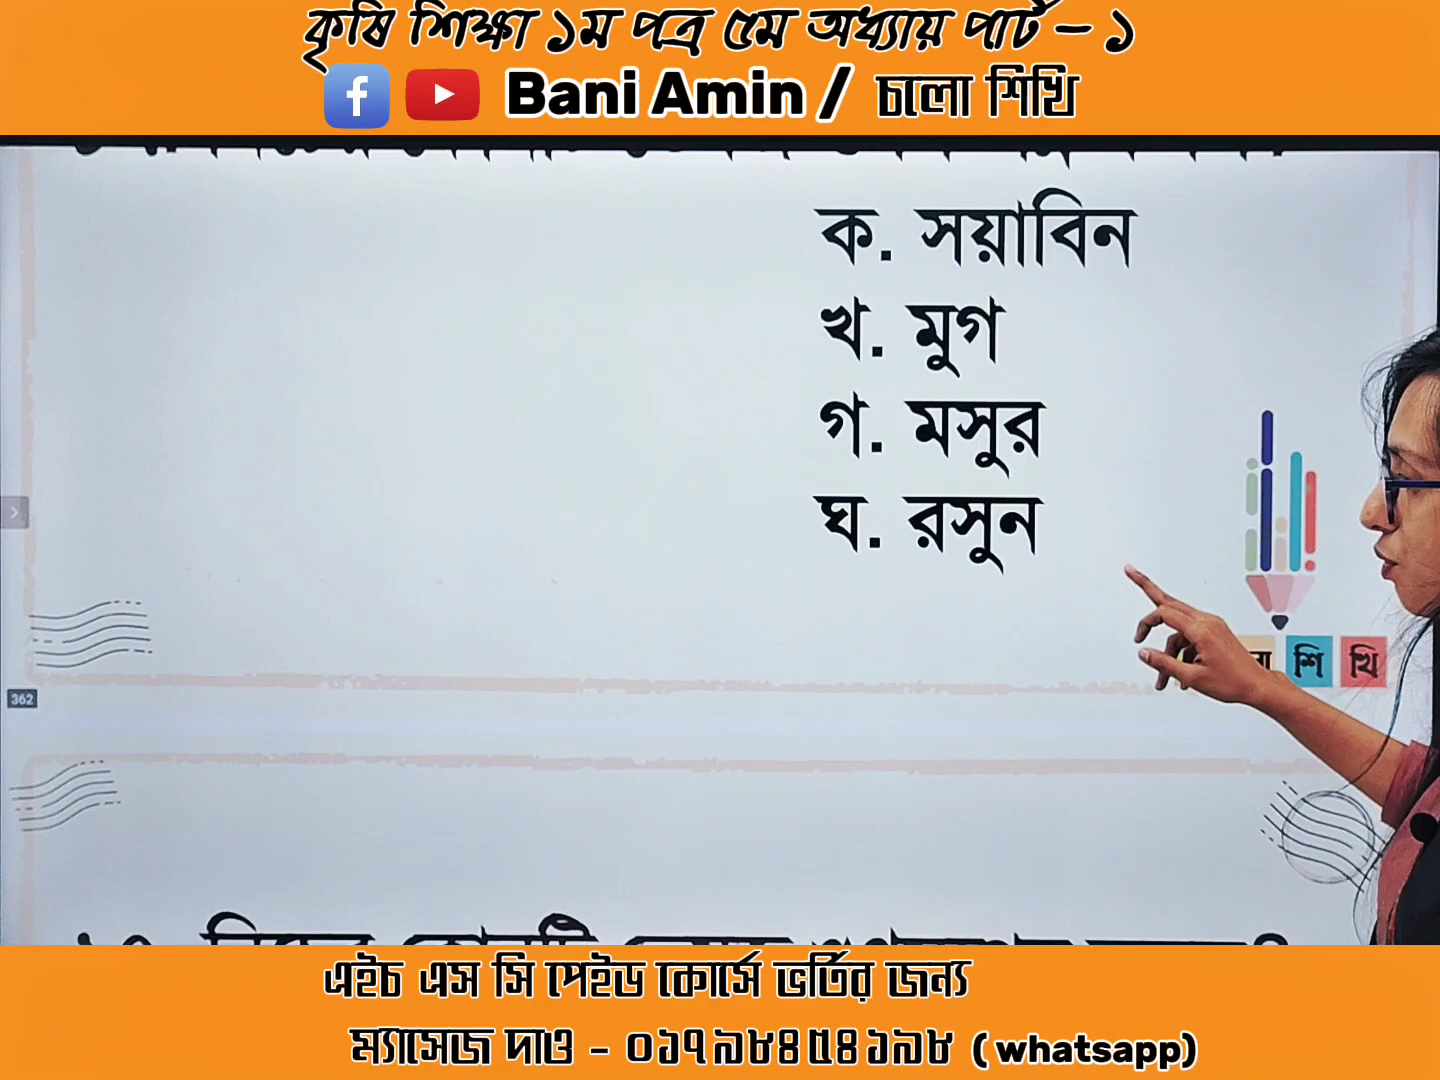 কৃষি শিক্ষা ১ম পত্র ৫ম অধ্যায় পার্ট – ১
Bani Amin / চলো শিখি
ক. সয়াবিন
খ. মুগ
গ. মসুর
ঘ. রসুন
শি খি
362
এইচ এস সি পেইড কোর্সে ভর্তির জন্য
ম্যাসেজ দাও - ০১৭৯৮৪৫৪১৯৮ ( whatsapp)